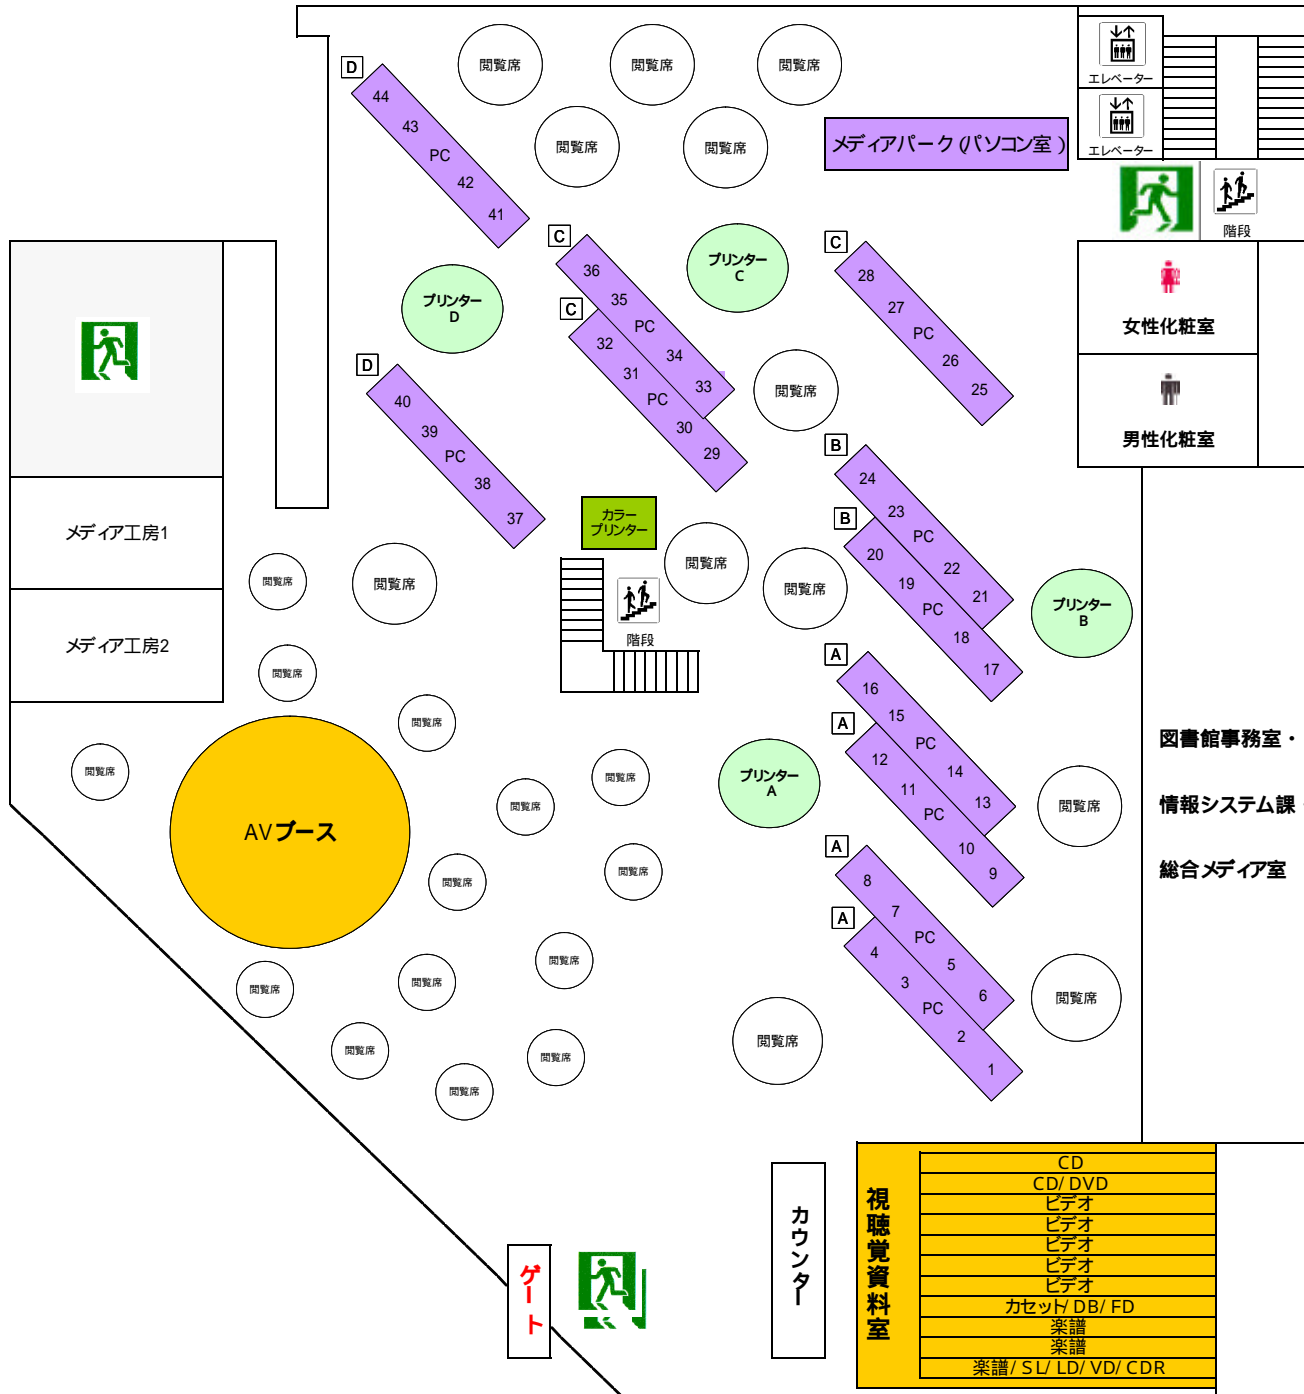 閲覧席
閲覧席
閲覧席
エレベーター
D
44
43
PC
42
41
閲覧席
閲覧席
メディアパーク(パソコン室)
エレベーター
階段
C
36
35
PC
34
33
プリンター
C
C
28
27
PC
26
25
女性化粧室
男性化粧室
プリンター
D
C
32
31
PC
30
29
閲覧席
D
40
39
PC
38
37
B
24
23
PC
22
21
カラー
プリンター
B
20
19
PC
18
17
メディア工房1
閲覧席
閲覧席
閲覧席
閲覧席
プリンター
B
階段
メディア工房2
閲覧席
A
16
15
PC
14
13
閲覧席
A
12
11
PC
10
9
図書館事務室・
情報システム課
総合メディア室
閲覧席
閲覧席
閲覧席
プリンター
A
閲覧席
AVブース
閲覧席
閲覧席
A
8
7
PC
5
6
A
4
3
PC
2
1
閲覧席
閲覧席
閲覧席
閲覧席
閲覧席
閲覧席
閲覧席
閲覧席
カウンター
視聴覚資料室
CD
CD/DVD
ビデオ
ビデオ
ビデオ
ビデオ
ビデオ
カセット/DB/FD
楽譜
楽譜
楽譜/SL/LD/VD/CDR
ゲート